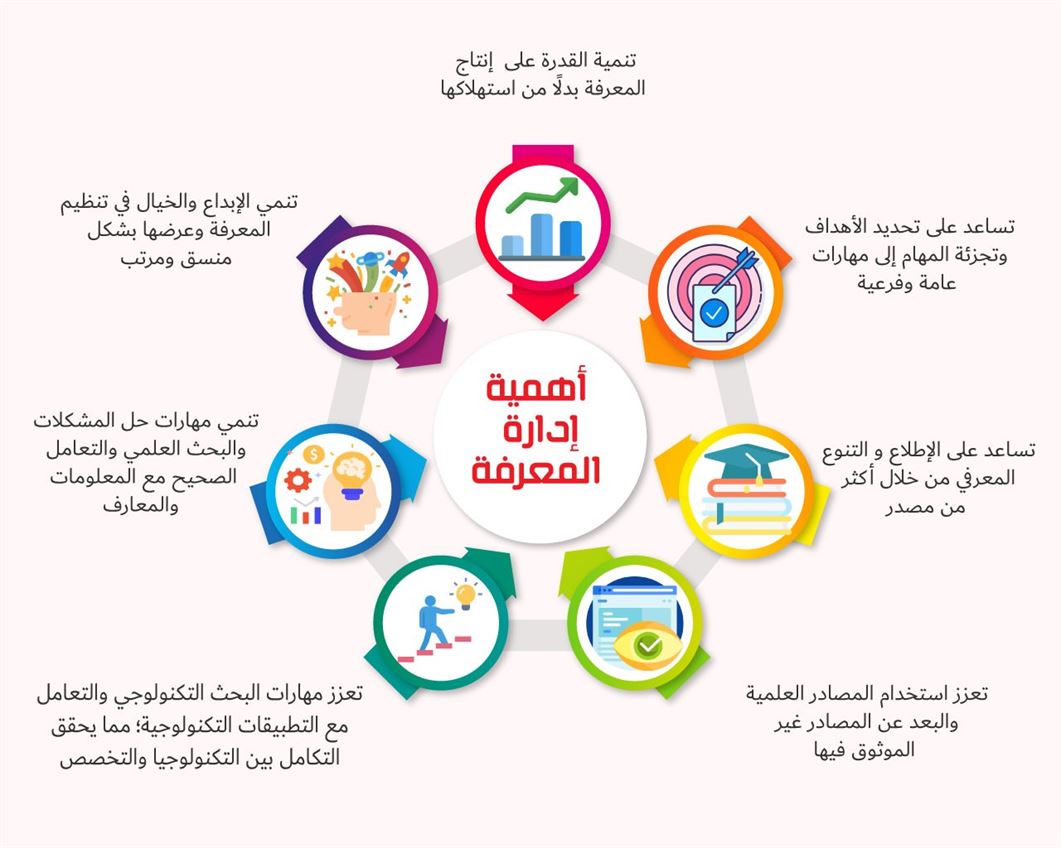 تنمية القدرة على إنتاج
المعرفة بدلًا من استهلاكها
تساعد على تحديد الأهداف
وتجزئة المهام إلى مهارات
عامة وفرعية
تساعد على الإطلاع و التنوع
المعرفي من خلال أكثر
من مصدر
تعزز استخدام المصادر العلمية
والبعد عن المصادر غير
الموثوق فيها
تعزز مهارات البحث التكنولوجي والتعامل
مع التطبيقات التكنولوجية؛ مما يحقق
التكامل بين التكنولوجيا والتخصص
تنمي مهارات حل المشكلات
والبحث العلمي والتعامل
الصحيح مع المعلومات
والمعارف
تنمي الإبداع والخيال في تنظيم
المعرفة وعرضها بشكل
منسق ومرتب
أهمية
إدارة
المعرفة